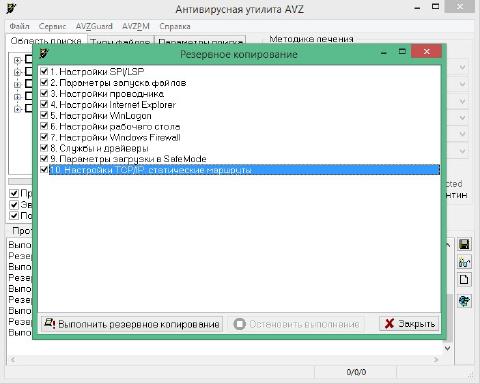 Антивирусная утилита AVZ
Файл Сервис AVZGuard AVZPM Справка
Область поиска Типы файлов Параметры поиска Методика лечения
Резервное копирование
1. Настройки SPI/LSP
2. Параметры запуска файлов
3. Настройки проводника
4. Настройки Internet Explorer
5. Настройки WinLogon
6. Настройки рабочего стола
7. Настройки Windows Firewall
8. Службы и драйверы
9. Параметры загрузки в SafeMode
10. Настройки TCP/IP, статические маршруты
Пр
Эв
По
ected
нтин
Прот
Выпо
Резер
Выпо
Резер
Выпо
Резер
Выпо
Резер
Выпо
Выполнить резервное копирование Остановить выполнение Закрыть
0/0/0